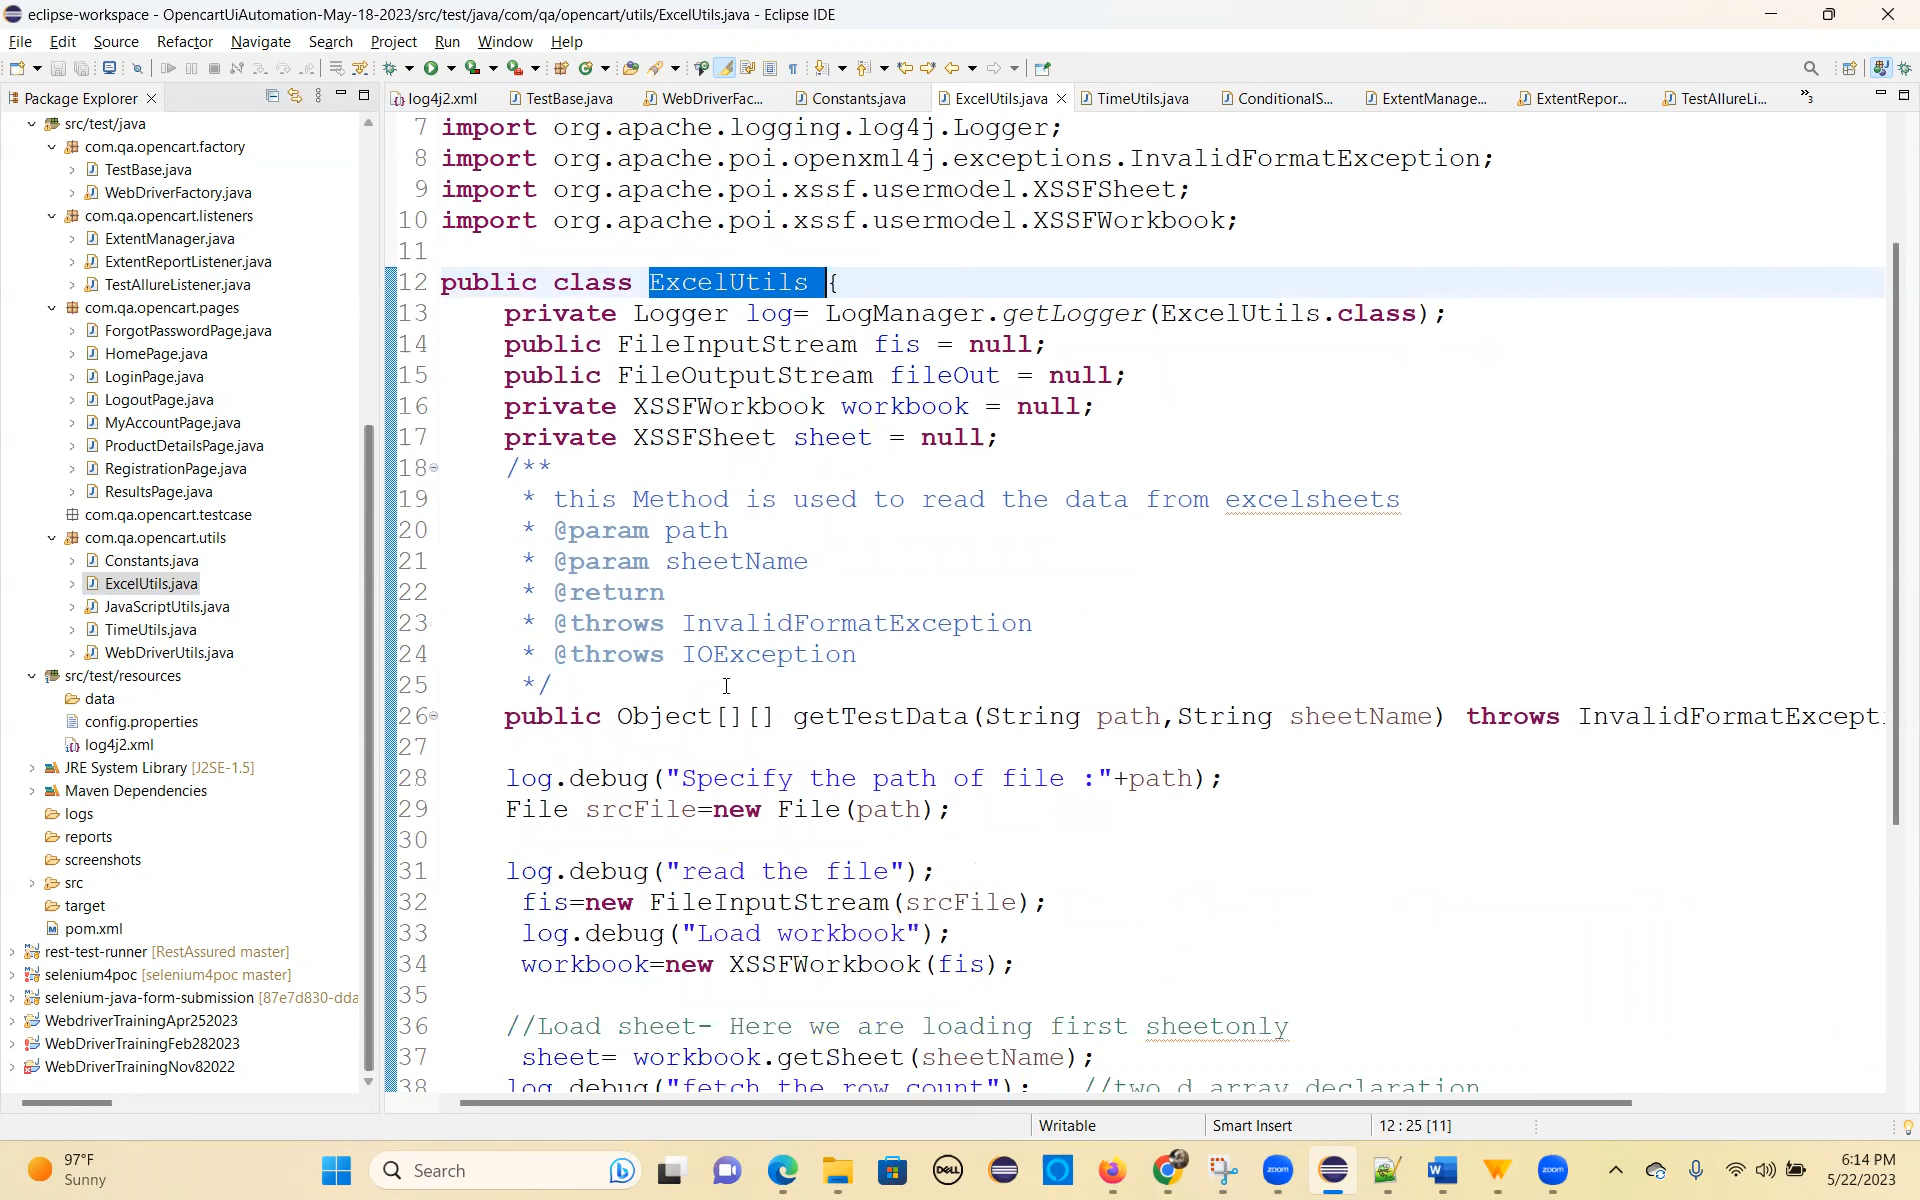 eclipse-workspace - OpencartUiAutomation-May-18-2023/src/test/java/com/qa/opencart/utils/ExcelUtils.java - Eclipse IDE
File Edit Source Refactor Navigate Search Project Run Window Help
Package Explorer
log4j2.xml TestBase.java WebDriverFac... Constants.java ExcelUtils.java TimeUtils.java ConditionalS... ExtentManage... ExtentRepor... TestAllureLi... »3
src/test/java
com.qa.opencart.factory
TestBase.java
WebDriverFactory.java
com.qa.opencart.listeners
ExtentManager.java
ExtentReportListener.java
TestAllureListener.java
com.qa.opencart.pages
ForgotPasswordPage.java
HomePage.java
LoginPage.java
LogoutPage.java
MyAccountPage.java
ProductDetailsPage.java
RegistrationPage.java
ResultsPage.java
com.qa.opencart.testcase
com.qa.opencart.utils
Constants.java
ExcelUtils.java
JavaScriptUtils.java
TimeUtils.java
WebDriverUtils.java
src/test/resources
data
config.properties
log4j2.xml
JRE System Library [J2SE-1.5]
Maven Dependencies
logs
reports
screenshots
src
target
pom.xml
rest-test-runner [RestAssured master]
selenium4poc [selenium4poc master]
selenium-java-form-submission [87e7d830-dda
WebdriverTrainingApr252023
WebDriverTrainingFeb282023
WebDriverTrainingNov82022
7 import org.apache.logging.log4j.Logger;
8 import org.apache.poi.openxml4j.exceptions.InvalidFormatException;
9 import org.apache.poi.xssf.usermodel.XSSFSheet;
10 import org.apache.poi.xssf.usermodel.XSSFWorkbook;
11
12 public class ExcelUtils {
13 private Logger log= LogManager.getLogger(ExcelUtils.class);
14 public FileInputStream fis = null;
15 public FileOutputStream fileOut = null;
16 private XSSFWorkbook workbook = null;
17 private XSSFSheet sheet = null;
18 /**
19 * this Method is used to read the data from excelsheets
20 * @param path
21 * @param sheetName
22 * @return
23 * @throws InvalidFormatException
24 * @throws IOException
25 */
26 public Object[][] getTestData(String path,String sheetName) throws InvalidFormatExcepti
27
28 log.debug("Specify the path of file :"+path);
29 File srcFile=new File(path);
30
31 log.debug("read the file");
32 fis=new FileInputStream(srcFile);
33 log.debug("Load workbook");
34 workbook=new XSSFWorkbook(fis);
35
36 //Load sheet- Here we are loading first sheetonly
37 sheet= workbook.getSheet(sheetName);
38 log.debug("fetch the row count"); //two d array declaration
Writable Smart Insert 12 : 25 [11]
97°F
Sunny
Search
DELL
zoom
zoom
6:14 PM
5/22/2023